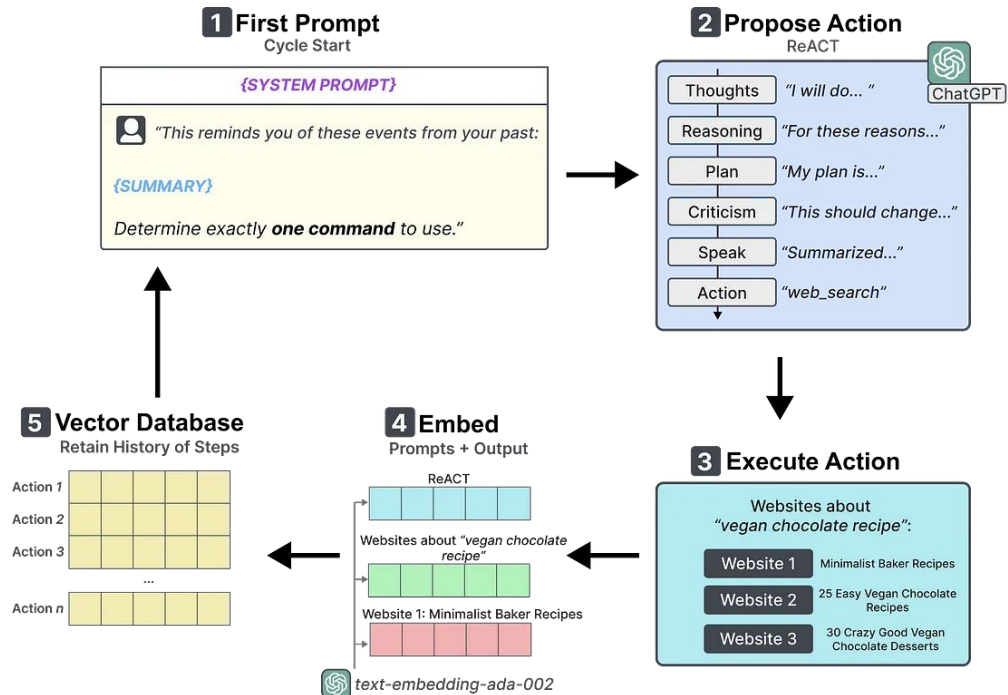 1 First Prompt
Cycle Start
{SYSTEM PROMPT}
“This reminds you of these events from your past:
{SUMMARY}
Determine exactly one command to use.”
2 Propose Action
ReACT
ChatGPT
Thoughts “I will do... ”
Reasoning “For these reasons...”
Plan “My plan is...”
Criticism “This should change...”
Speak “Summarized...”
Action “web_search”
3 Execute Action
Websites about
“vegan chocolate recipe”:
Website 1 Minimalist Baker Recipes
Website 2 25 Easy Vegan Chocolate
Recipes
Website 3 30 Crazy Good Vegan
Chocolate Desserts
4 Embed
Prompts + Output
ReACT
Websites about “vegan chocolate
recipe”
Website 1: Minimalist Baker Recipes
text-embedding-ada-002
5 Vector Database
Retain History of Steps
Action 1
Action 2
Action 3
...
Action n